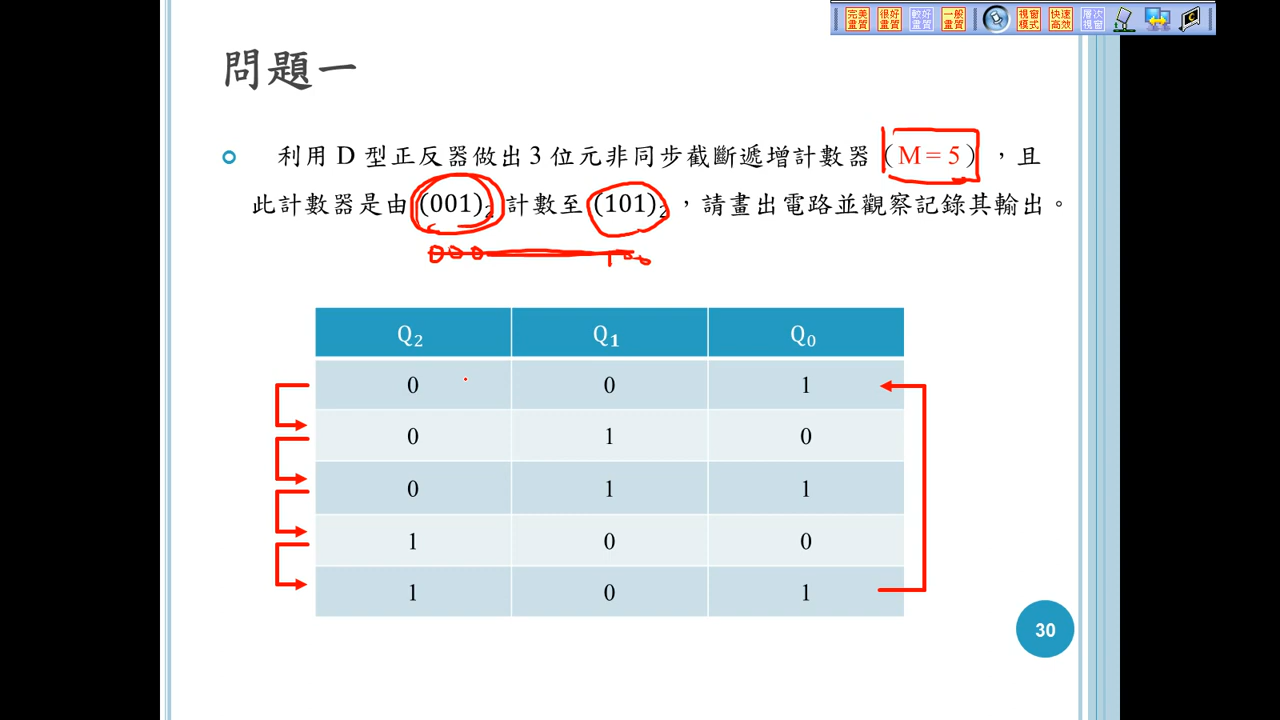 完美畫質 很好畫質 較好畫質 一般畫質 視窗模式 快速高效 層次視窗
問題一
利用 D 型正反器做出 3 位元非同步截斷遞增計數器 (M = 5),且
此計數器是由 (001)₂ 計數至 (101)₂,請畫出電路並觀察記錄其輸出。
000 100
Q₂ Q₁ Q₀
0 0 1
0 1 0
0 1 1
1 0 0
1 0 1
30